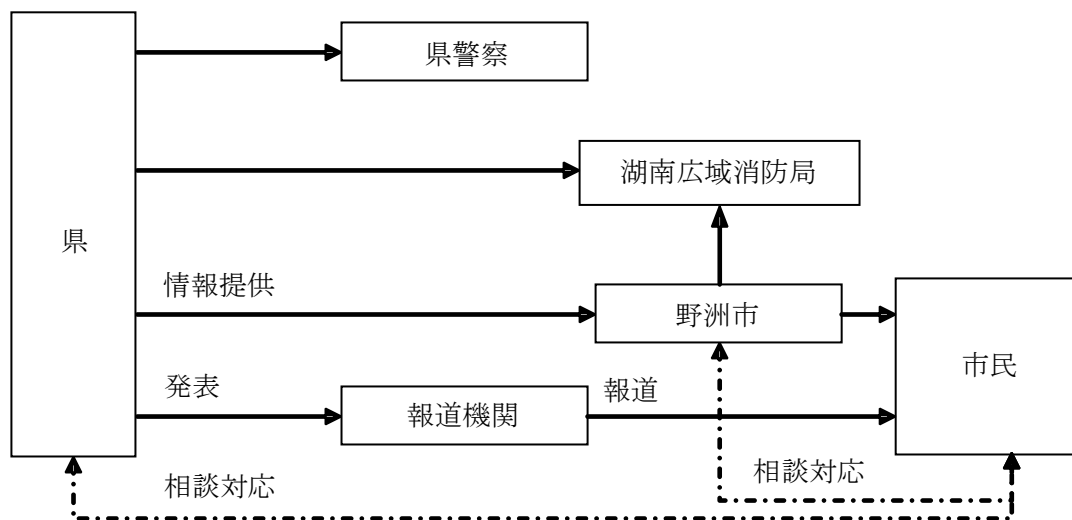 県警察
湖南広域消防局
県
情報提供
野洲市
市民
発表
報道機関
報道
相談対応
相談対応